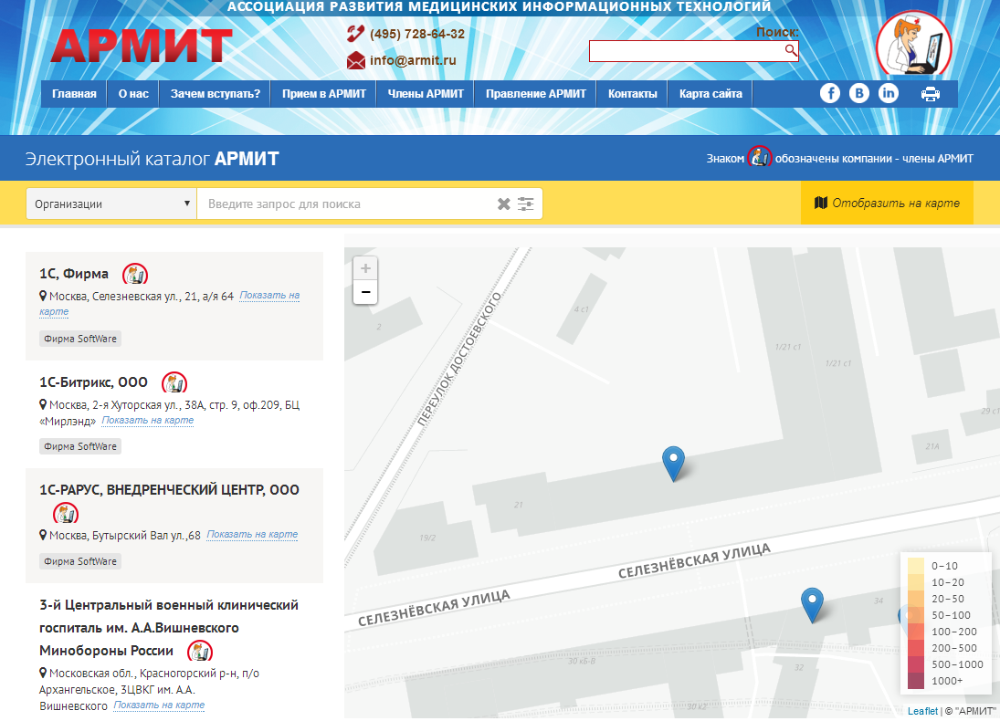 АССОЦИАЦИЯ РАЗВИТИЯ МЕДИЦИНСКИХ ИНФОРМАЦИОННЫХ ТЕХНОЛОГИЙ
АРМИТ
(495) 728-64-32
info@armit.ru
Поиск:
Главная
О нас
Зачем вступать?
Прием в АРМИТ
Члены АРМИТ
Правление АРМИТ
Контакты
Карта сайта
Электронный каталог АРМИТ
Знаком обозначены компании - члены АРМИТ
Организации
Введите запрос для поиска
Отобразить на карте
1С, Фирма
Москва, Селезневская ул., 21, а/я 64 Показать на
карте
Фирма SoftWare
1С-Битрикс, ООО
Москва, 2-я Хуторская ул., 38А, стр. 9, оф.209, БЦ
«Мирлэнд» Показать на карте
Фирма SoftWare
1С-РАРУС, ВНЕДРЕНЧЕСКИЙ ЦЕНТР, ООО
Москва, Бутырский Вал ул.,68 Показать на карте
Фирма SoftWare
3-й Центральный военный клинический
госпиталь им. А.А.Вишневского
Минобороны России
Московская обл., Красногорский р-н, п/о
Архангельское, 3ЦВКГ им. А.А.
Вишневского Показать на карте
+
−
2
4 с1
ПЕРЕУЛОК ДОСТОЕВСКОГО
1/21 с1
1/21 с1
29 с
21А
21
19/2
СЕЛЕЗНЁВСКАЯ УЛИЦА
СЕЛЕЗНЁВСКАЯ УЛИЦА
34
30 кБ-В
32
30 к2
0–10
10–20
20–50
50–100
100–200
200–500
500–1000
1000+
Leaflet | © "АРМИТ"